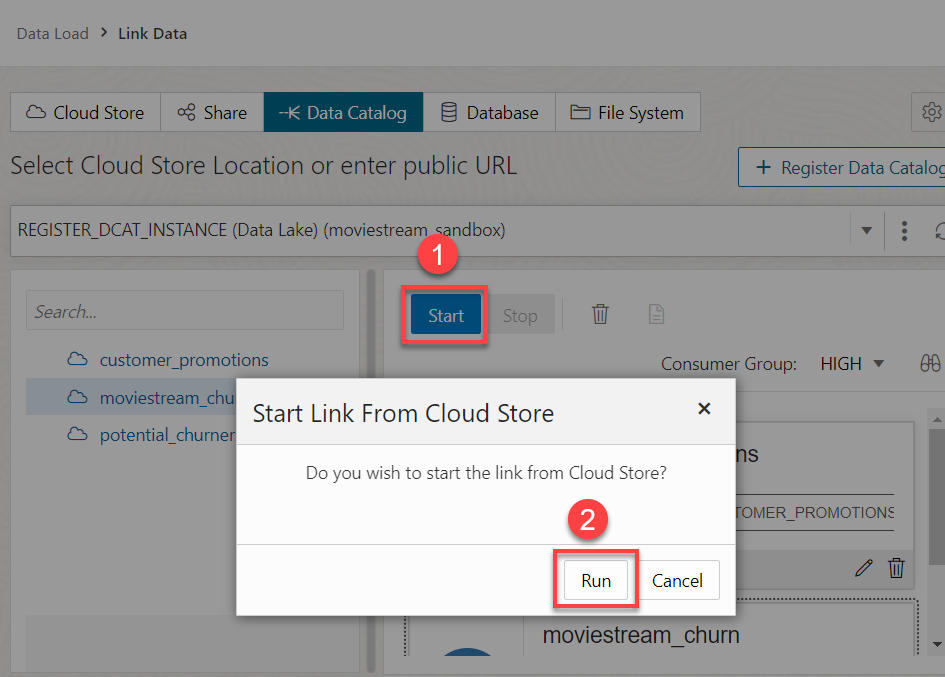 Data Load > Link Data
Cloud Store Share Data Catalog Database File System
Select Cloud Store Location or enter public URL
+ Register Data Catalog
REGISTER_DCAT_INSTANCE (Data Lake) (moviestream_sandbox)
1
Search...
Start Stop
customer_promotions
Consumer Group: HIGH
moviestream_chu
potential_churner
Start Link From Cloud Store
Do you wish to start the link from Cloud Store?
2
Run Cancel
ns
TOMER_PROMOTIONS
moviestream_churn